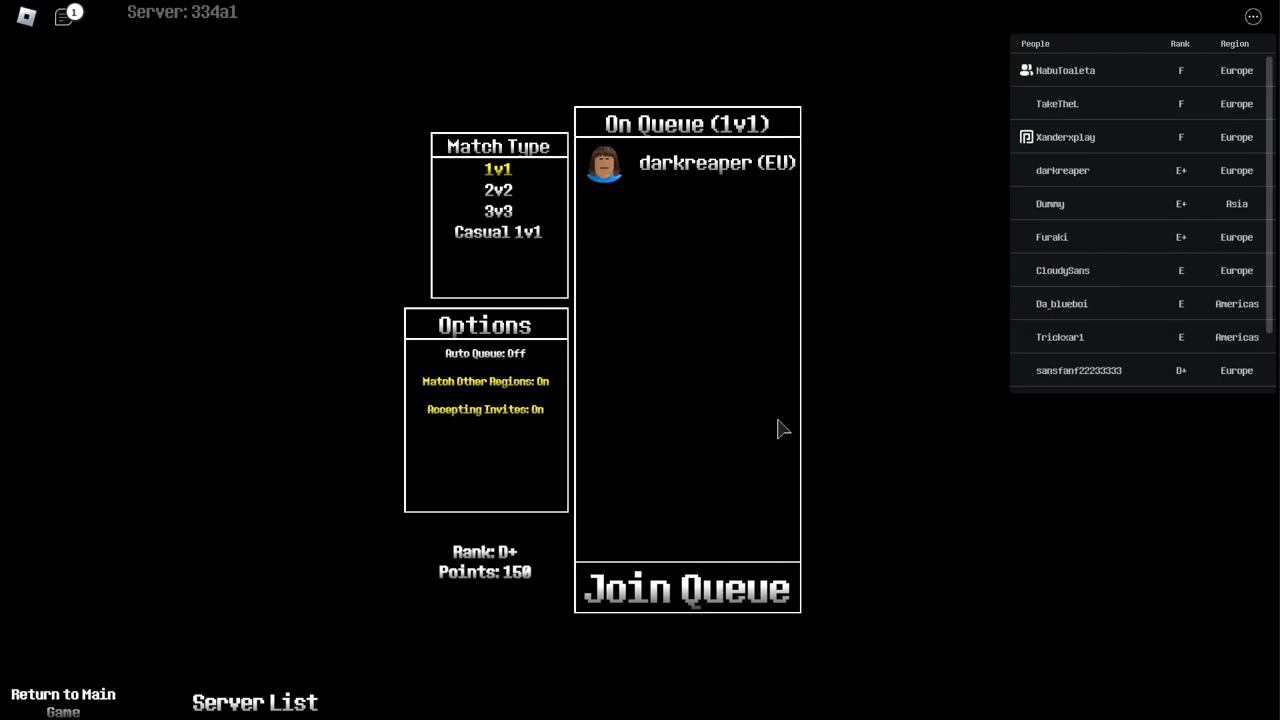 1
Server: 334a1
Match Type
1v1
2v2
3v3
Casual 1v1
Options
Auto Queue: Off
Match Other Regions: On
Accepting Invites: On
Rank: D+
Points: 150
On Queue (1v1)
darkreaper (EU)
Join Queue
People Rank Region
NabuToaleta F Europe
TakeTheL F Europe
Xanderxplay F Europe
darkreaper E+ Europe
Dummy E+ Asia
Furaki E+ Europe
CloudySans E Europe
Da_blueboi E Americas
Trickxar1 E Americas
sansfanf22233333 D+ Europe
Return to Main
Game
Server List